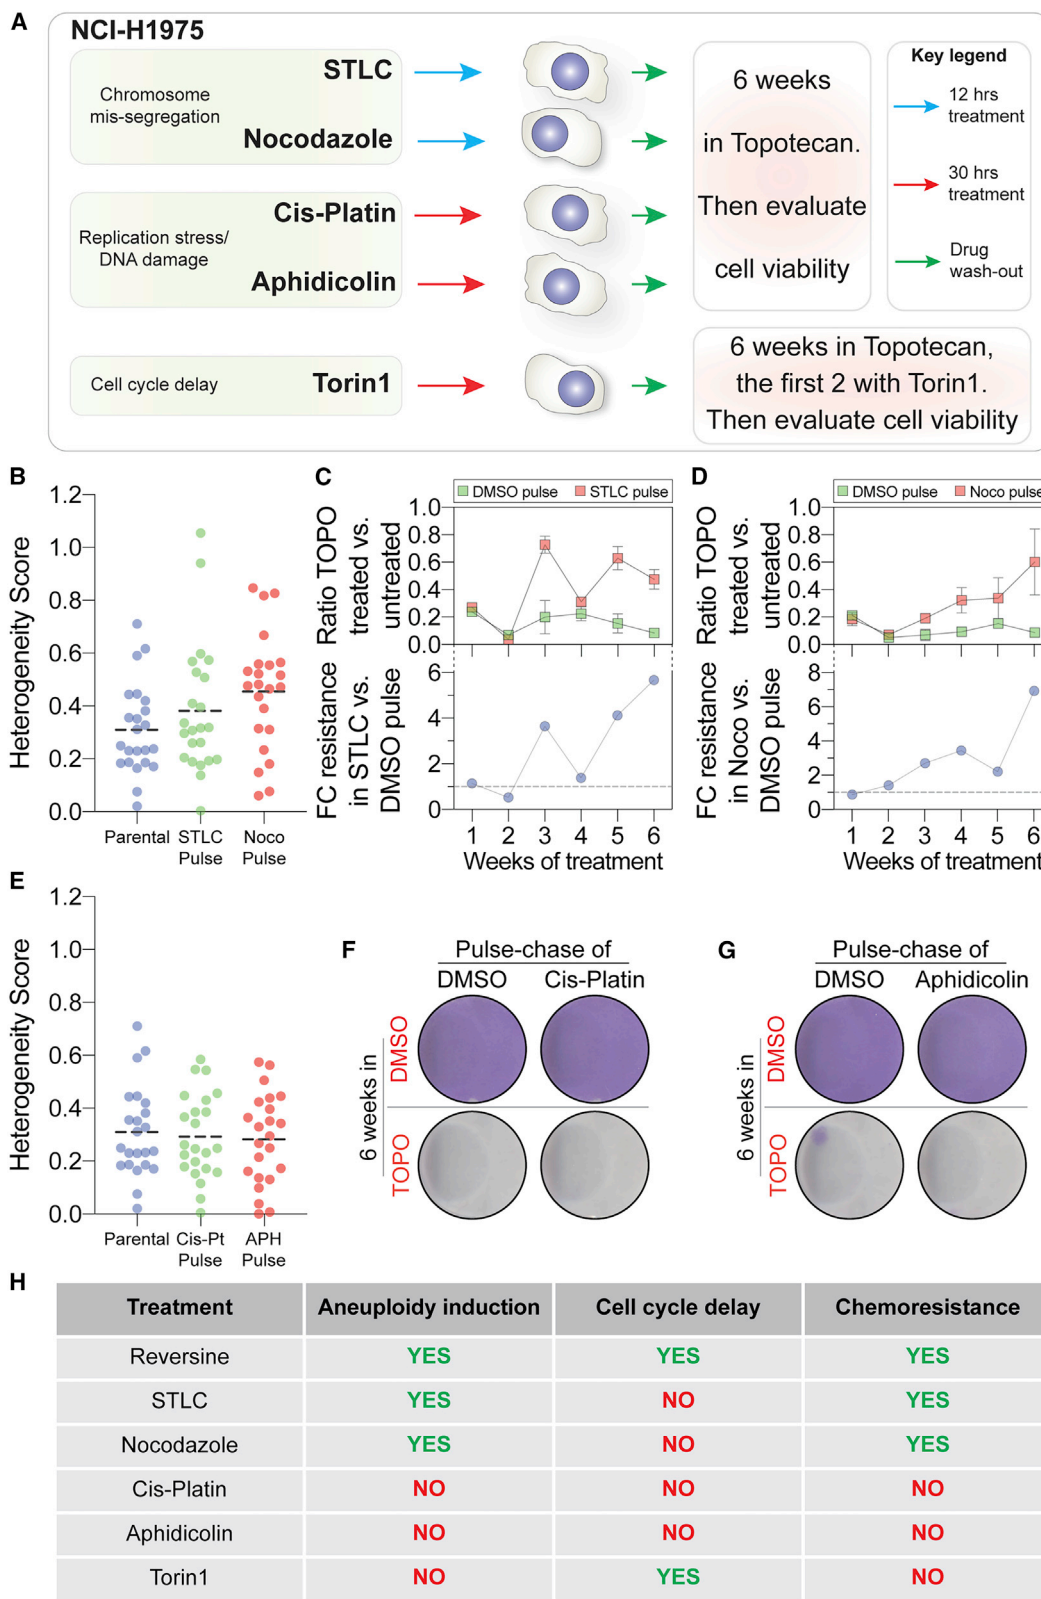 A
NCI-H1975
Chromosome
mis-segregation
STLC
Nocodazole
Replication stress/
DNA damage
Cis-Platin
Aphidicolin
Cell cycle delay
Torin1
6 weeks
in Topotecan.
Then evaluate
cell viability
Key legend
12 hrs
treatment
30 hrs
treatment
Drug
wash-out
6 weeks in Topotecan,
the first 2 with Torin1.
Then evaluate cell viability
B
Heterogeneity Score
1.2
1.0
0.8
0.6
0.4
0.2
0.0
Parental
STLC
Pulse
Noco
Pulse
C
DMSO pulse
STLC pulse
Ratio TOPO
treated vs.
untreated
1.0
0.8
0.6
0.4
0.2
0.0
FC resistance
in STLC vs.
DMSO pulse
6
4
2
0
1 2 3 4 5 6
Weeks of treatment
D
DMSO pulse
Noco pulse
Ratio TOPO
treated vs.
untreated
1.0
0.8
0.6
0.4
0.2
0.0
FC resistance
in Noco vs.
DMSO pulse
8
6
4
2
0
1 2 3 4 5 6
Weeks of treatment
E
Heterogeneity Score
1.2
1.0
0.8
0.6
0.4
0.2
0.0
Parental
Cis-Pt
Pulse
APH
Pulse
F
Pulse-chase of
DMSO Cis-Platin
6 weeks in
DMSO
TOPO
G
Pulse-chase of
DMSO Aphidicolin
6 weeks in
DMSO
TOPO
H
Treatment Aneuploidy induction Cell cycle delay Chemoresistance
Reversine YES YES YES
STLC YES NO YES
Nocodazole YES NO YES
Cis-Platin NO NO NO
Aphidicolin NO NO NO
Torin1 NO YES NO